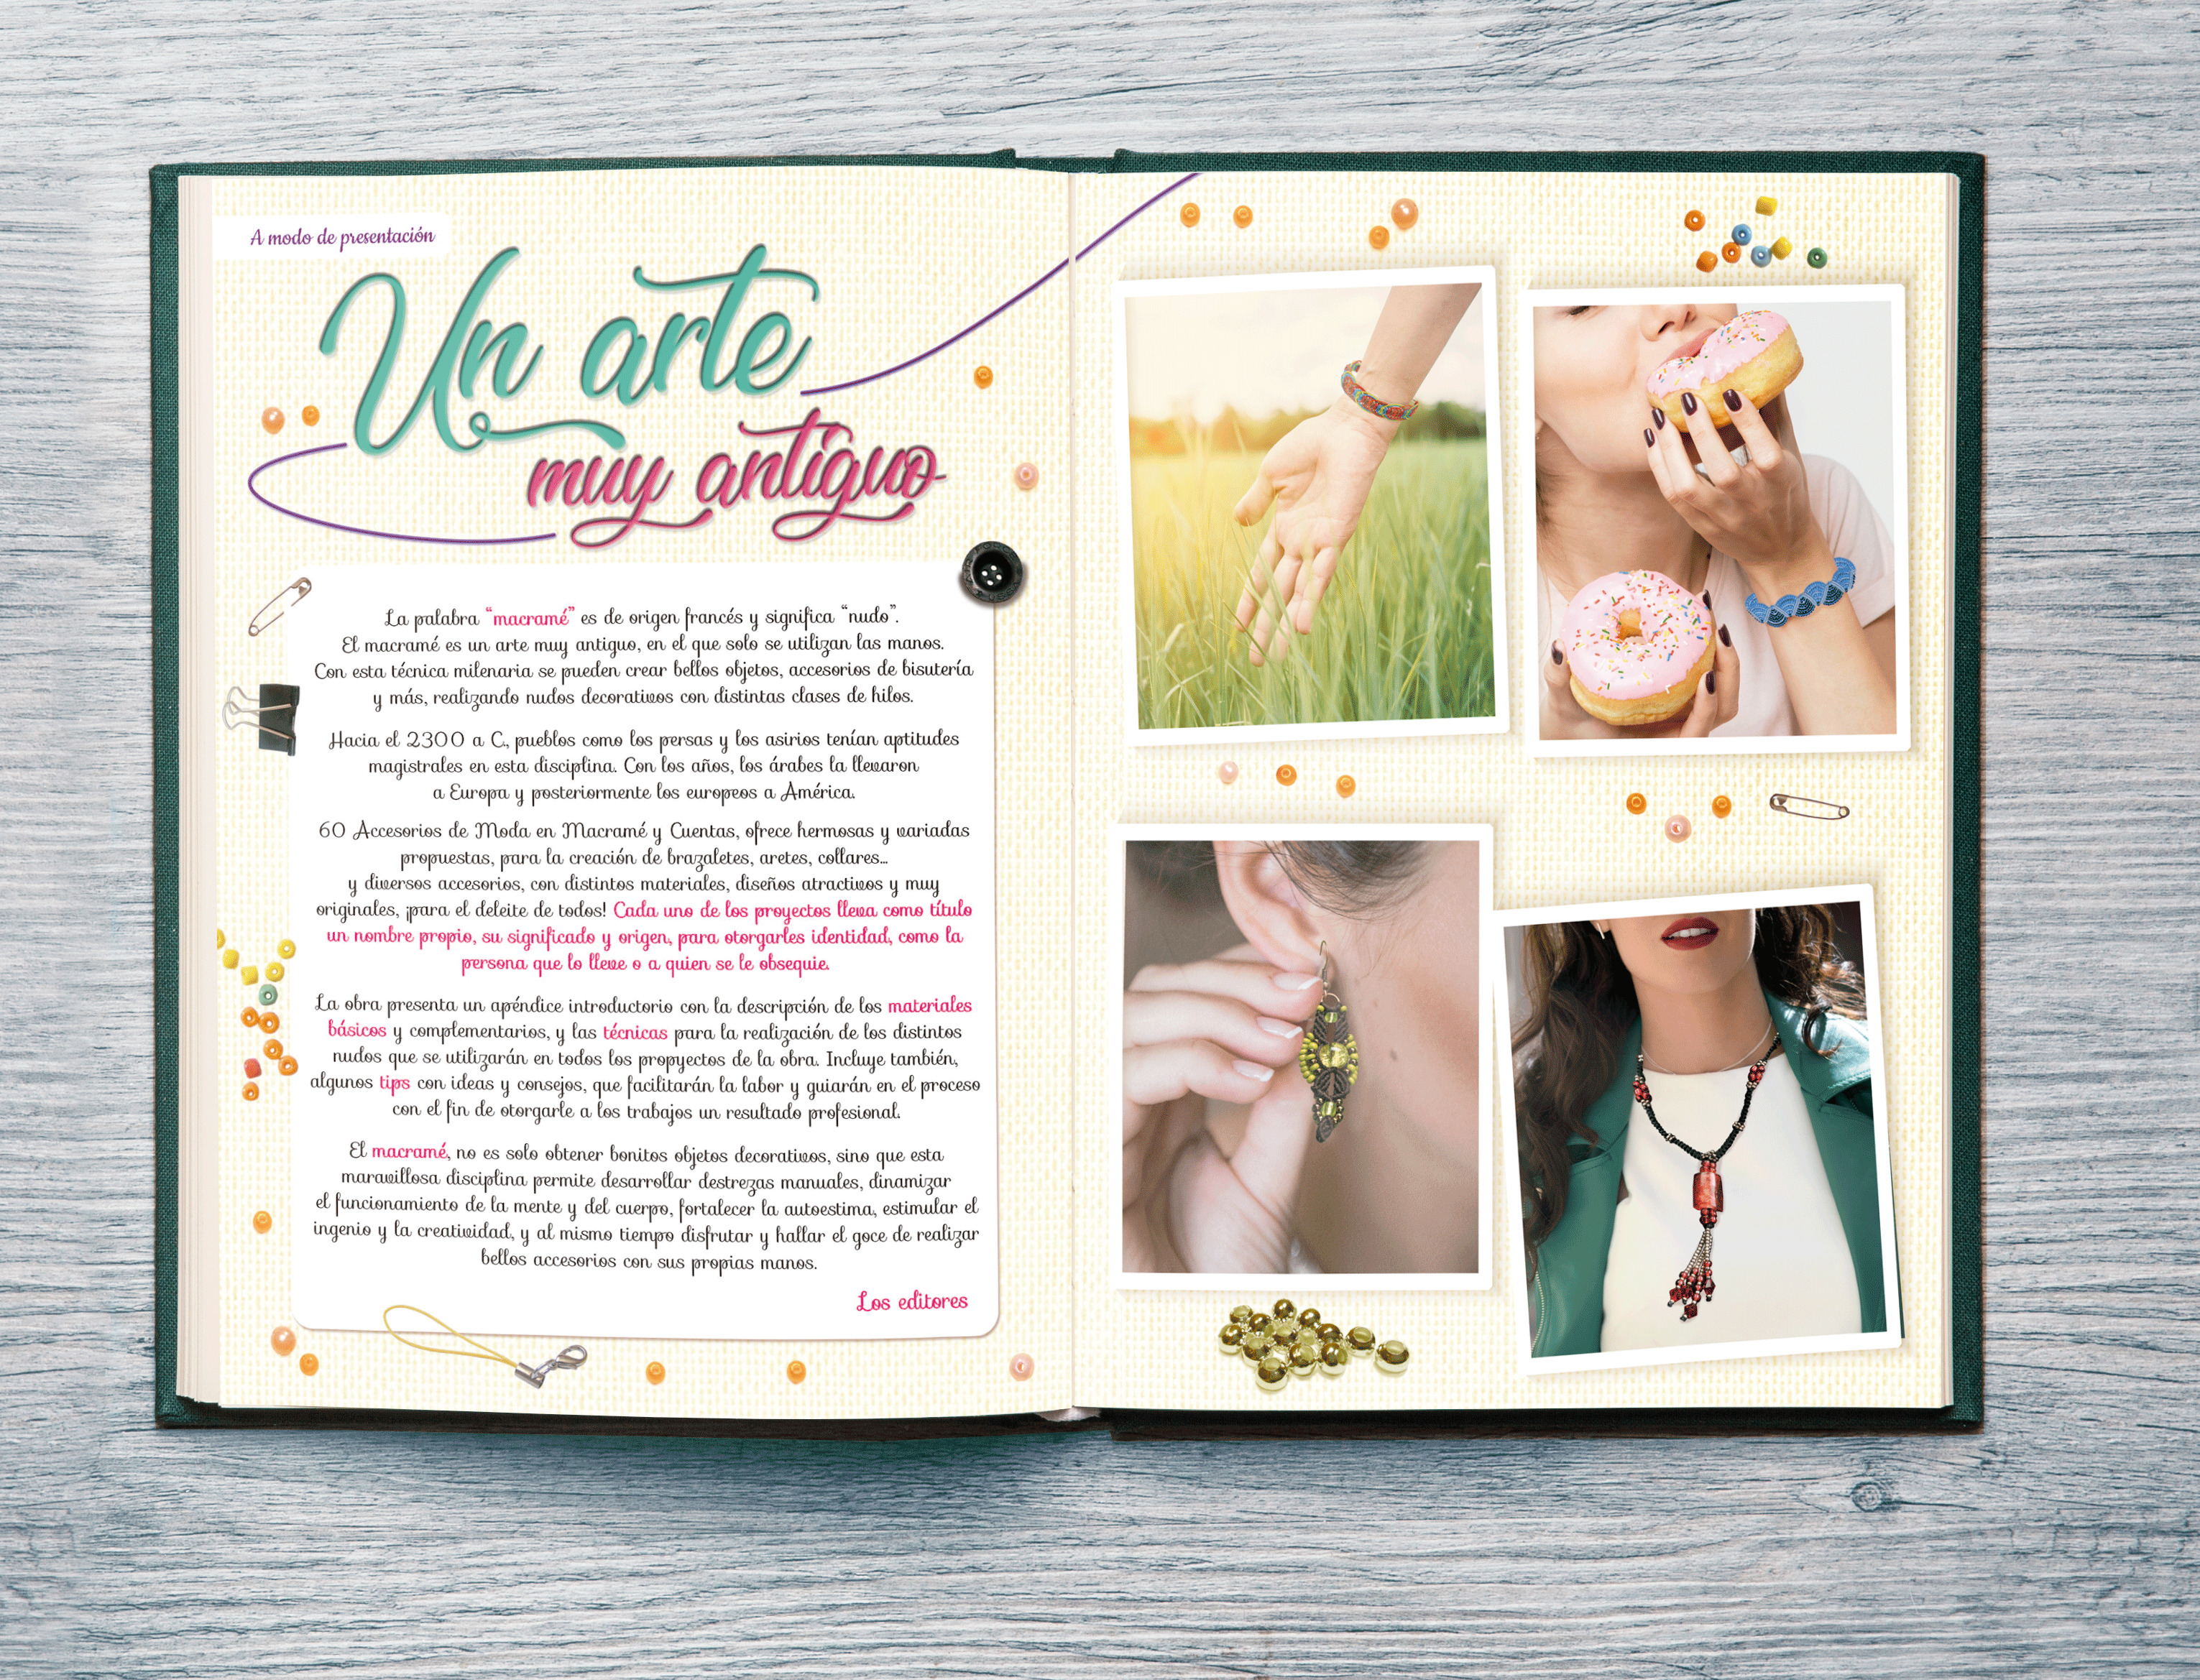 A modo de presentación
Un arte
muy antiguo
La palabra “macramé” es de origen francés y significa “nudo”.
El macramé es un arte muy antiguo, en el que solo se utilizan las manos.
Con esta técnica milenaria se pueden crear bellos objetos, accesorios de bisutería
y más, realizando nudos decorativos con distintas clases de hilos.
Hacia el 2300 a C, pueblos como los persas y los asirios tenían aptitudes
magistrales en esta disciplina. Con los años, los árabes la llevaron
a Europa y posteriormente los europeos a América.
60 Accesorios de Moda en Macramé y Cuentas, ofrece hermosas y variadas
propuestas, para la creación de brazaletes, aretes, collares...
y diversos accesorios, con distintos materiales, diseños atractivos y muy
originales, ¡para el deleite de todos! Cada uno de los proyectos lleva como título
un nombre propio, su significado y origen, para otorgarles identidad, como la
persona que lo lleve o a quien se le obsequie.
La obra presenta un apéndice introductorio con la descripción de los materiales
básicos y complementarios, y las técnicas para la realización de los distintos
nudos que se utilizarán en todos los propyectos de la obra. Incluye también,
algunos tips con ideas y consejos, que facilitarán la labor y guiarán en el proceso
con el fin de otorgarle a los trabajos un resultado profesional.
El macramé, no es solo obtener bonitos objetos decorativos, sino que esta
maravillosa disciplina permite desarrollar destrezas manuales, dinamizar
el funcionamiento de la mente y del cuerpo, fortalecer la autoestima, estimular el
ingenio y la creatividad, y al mismo tiempo disfrutar y hallar el goce de realizar
bellos accesorios con sus propias manos.
Los editores